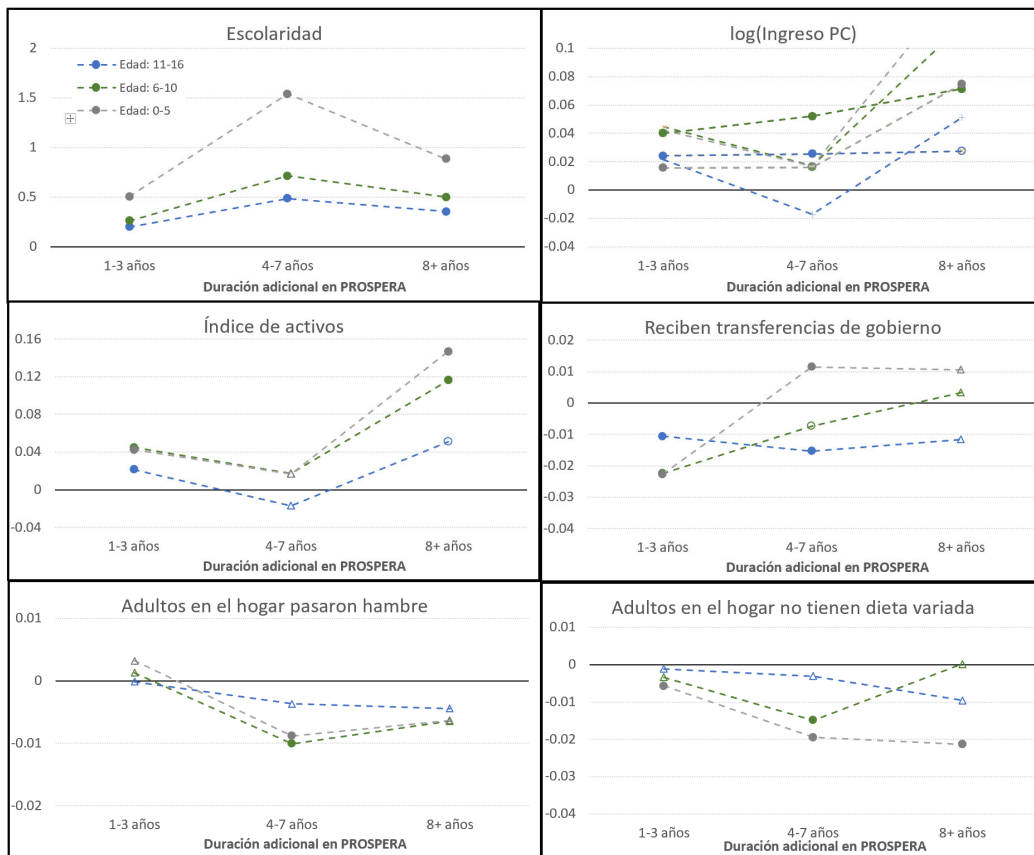 Escolaridad
2
1.5
1
0.5
0
Edad: 11-16
Edad: 6-10
Edad: 0-5
1-3 años 4-7 años 8+ años
Duración adicional en PROSPERA
log(Ingreso PC)
0.1
0.08
0.06
0.04
0.02
0
-0.02
-0.04
1-3 años 4-7 años 8+ años
Duración adicional en PROSPERA
Índice de activos
0.16
0.12
0.08
0.04
0
-0.04
1-3 años 4-7 años 8+ años
Duración adicional en PROSPERA
Reciben transferencias de gobierno
0.02
0.01
0
-0.01
-0.02
-0.03
-0.04
1-3 años 4-7 años 8+ años
Duración adicional en PROSPERA
Adultos en el hogar pasaron hambre
0.01
0
-0.01
-0.02
1-3 años 4-7 años 8+ años
Duración adicional en PROSPERA
Adultos en el hogar no tienen dieta variada
0.01
0
-0.01
-0.02
-0.03
-0.04
1-3 años 4-7 años 8+ años
Duración adicional en PROSPERA